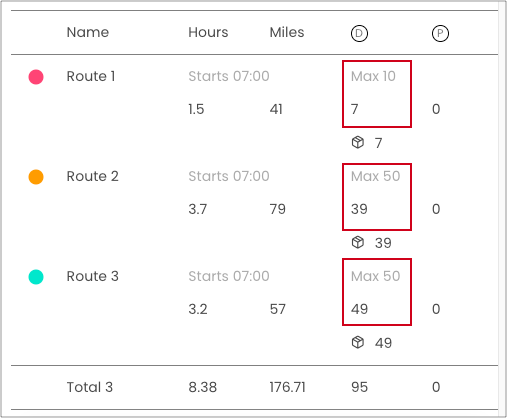 Name Hours Miles D P
Route 1 Starts 07:00 Max 10
1.5 41 7 0
7
Route 2 Starts 07:00 Max 50
3.7 79 39 0
39
Route 3 Starts 07:00 Max 50
3.2 57 49 0
49
Total 3 8.38 176.71 95 0